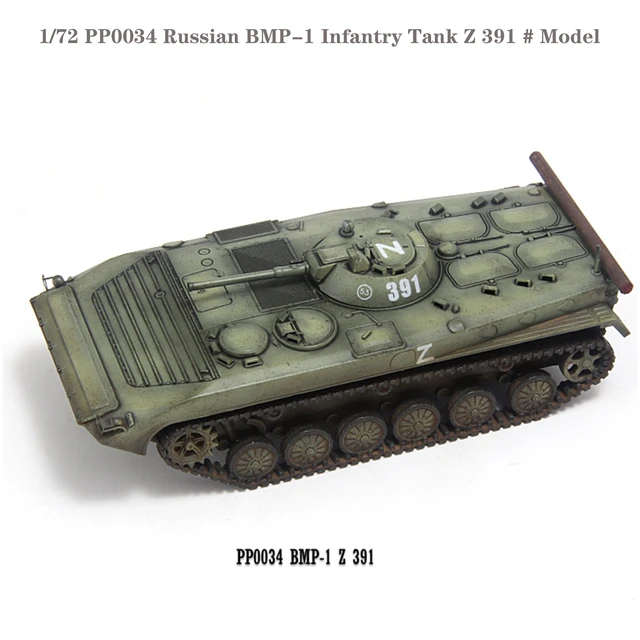 1/72 PP0034 Russian BMP-1 Infantry Tank Z 391 # Model
Z
391
Z
PP0034 BMP-1 Z 391